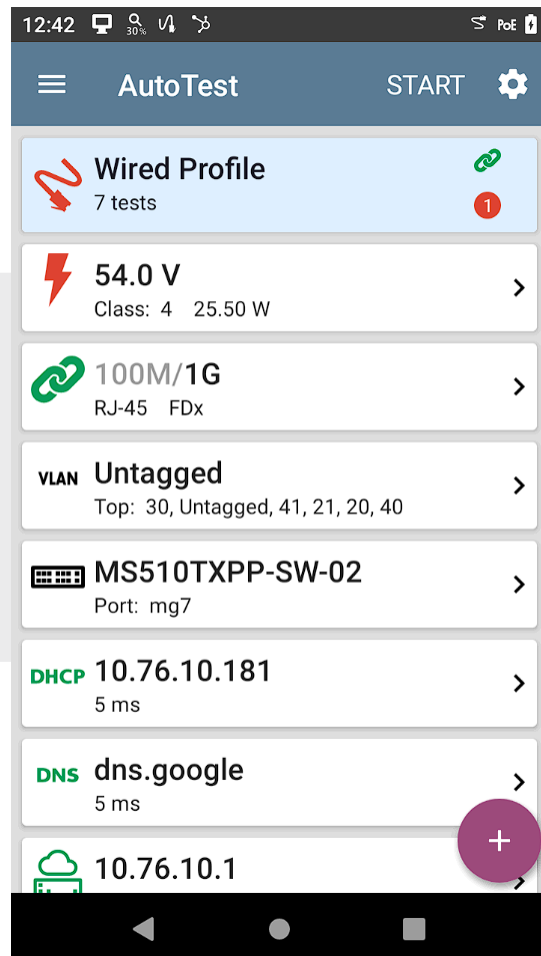 12:42
30%
PoE
AutoTest
START
Wired Profile
7 tests
1
54.0 V
Class: 4 25.50 W
100M/1G
RJ-45 FDx
VLAN
Untagged
Top: 30, Untagged, 41, 21, 20, 40
MS510TXPP-SW-02
Port: mg7
DHCP
10.76.10.181
5 ms
DNS
dns.google
5 ms
10.76.10.1